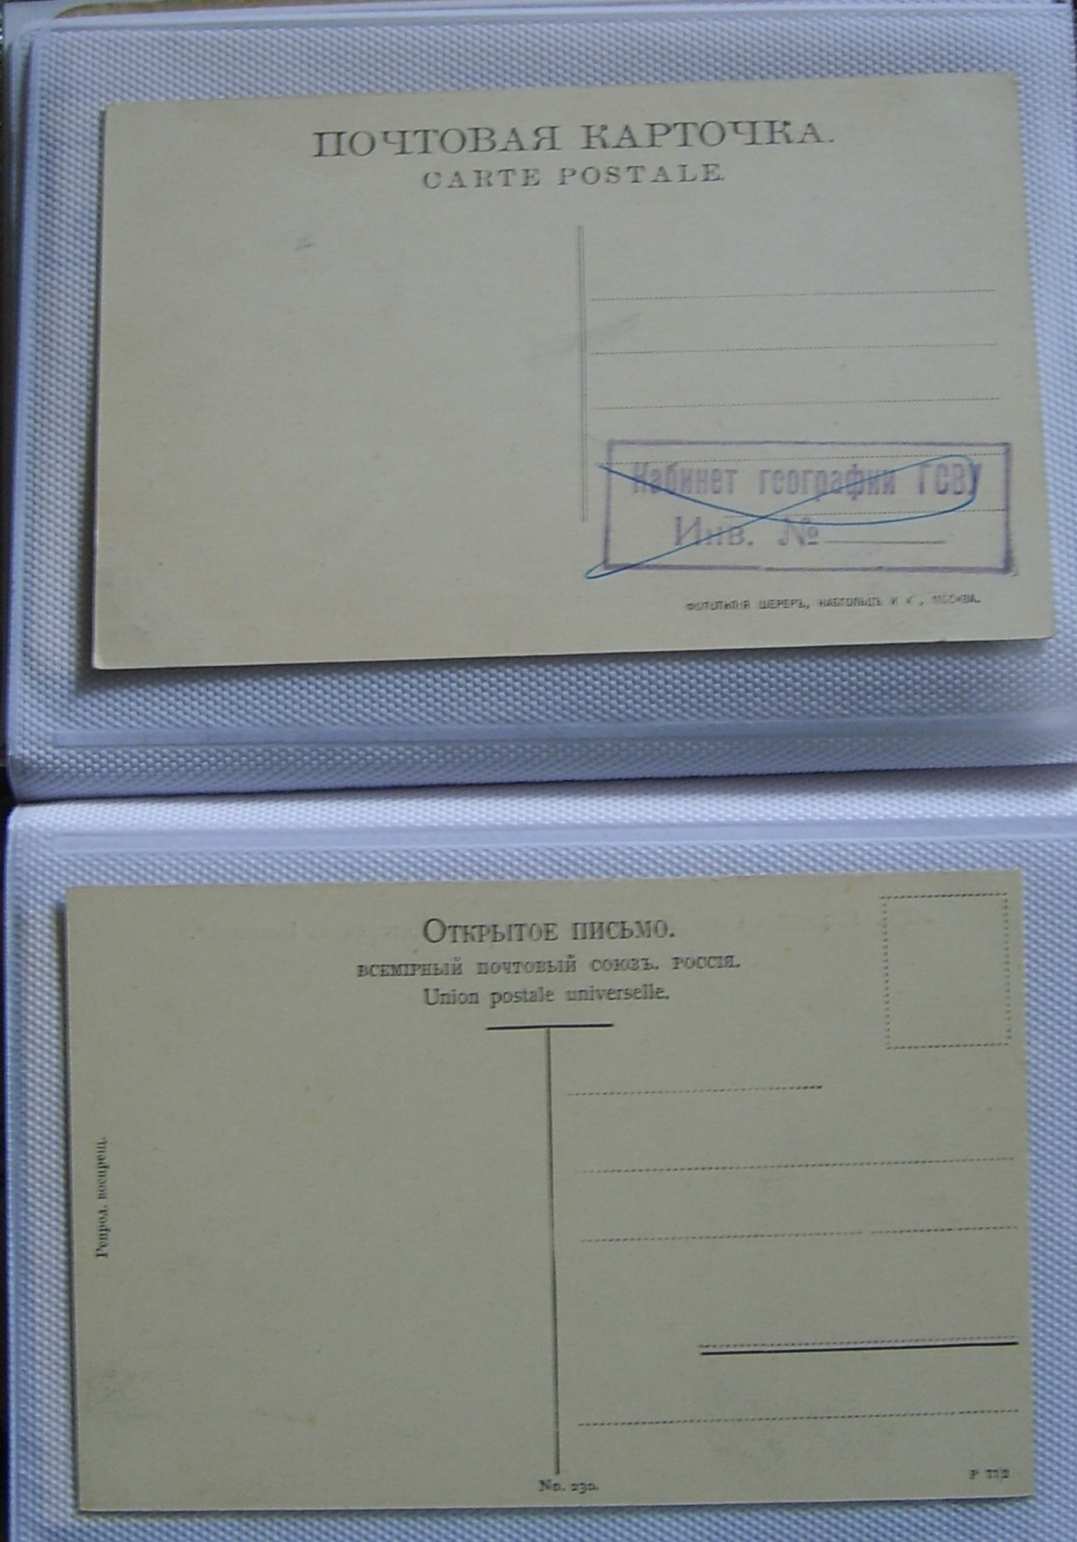 ПОЧТОВАЯ КАРТОЧКА.
CARTE POSTALE.
Кабинет географии ГСВУ
Инв. №
ФОТОТИПІЯ ШЕРЕРЪ, НАБГОЛЬЦЪ И Кº, МОСКВА.
Открытое письмо.
ВСЕМІРНЫЙ ПОЧТОВЫЙ СОЮЗЪ. РОССІЯ.
Union postale universelle.
Репрод. воспрещ.
No. 230.